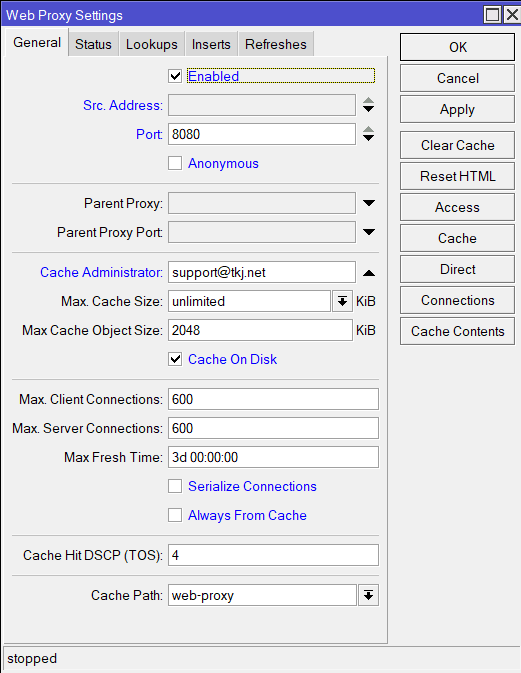 Web Proxy Settings
General Status Lookups Inserts Refreshes
Enabled
Src. Address:
Port: 8080
Anonymous
Parent Proxy:
Parent Proxy Port:
Cache Administrator: support@tkj.net
Max. Cache Size: unlimited KiB
Max Cache Object Size: 2048 KiB
Cache On Disk
Max. Client Connections: 600
Max. Server Connections: 600
Max Fresh Time: 3d 00:00:00
Serialize Connections
Always From Cache
Cache Hit DSCP (TOS): 4
Cache Path: web-proxy
OK
Cancel
Apply
Clear Cache
Reset HTML
Access
Cache
Direct
Connections
Cache Contents
stopped